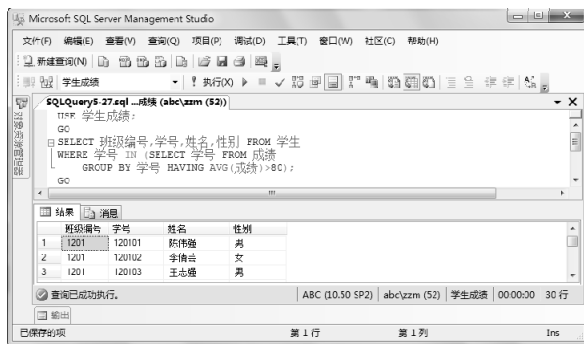 Microsoft SQL Server Management Studio
文件(F) 编辑(E) 查看(V) 查询(Q) 项目(P) 调试(D) 工具(T) 窗口(W) 社区(C) 帮助(H)
新建查询(N)
学生成绩 执行(X)
SQLQuery5-27.sql ...成绩 (abc\zzm (52))
对象资源管理器
USE 学生成绩;
GO
SELECT 班级编号,学号,姓名,性别 FROM 学生
WHERE 学号 IN (SELECT 学号 FROM 成绩
GROUP BY 学号 HAVING AVG(成绩)>80);
GO
结果 消息
班级编号 学号 姓名 性别
1 1201 120101 陈伟强 男
2 1201 120102 女
3 1201 120103 王志强 男
查询已成功执行。 ABC (10.50 SP2) abc\zzm (52) 学生成绩 00:00:00 30 行
输出
已保存的项 第 1 行 第 1 列 Ins